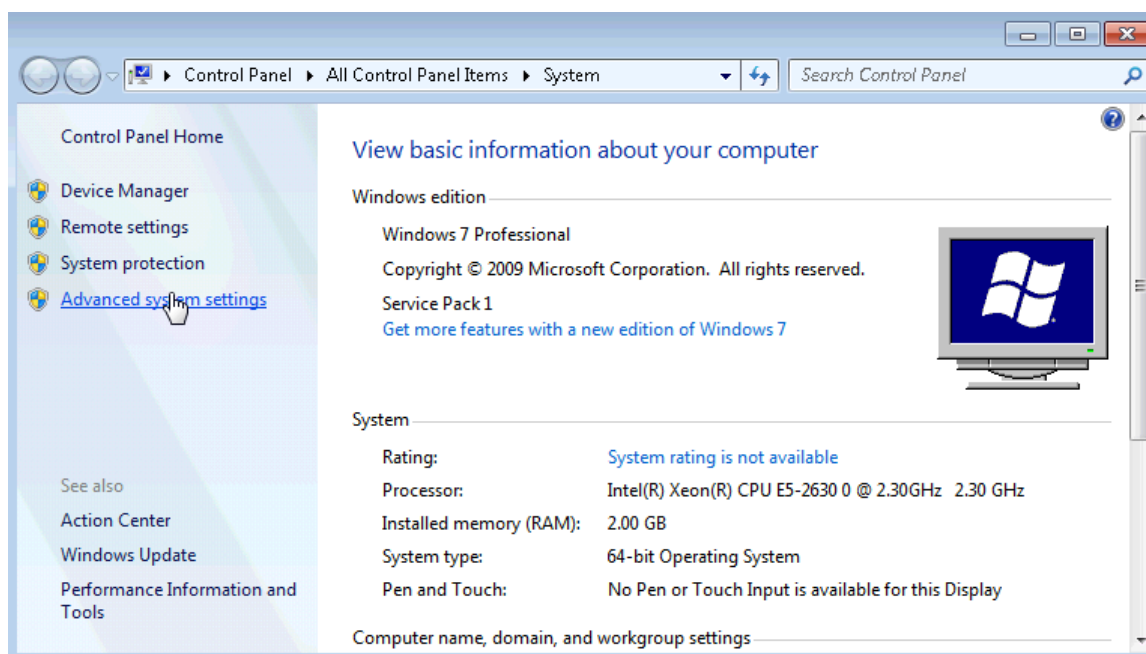 Control Panel ▸ All Control Panel Items ▸ System
Search Control Panel
Control Panel Home
Device Manager
Remote settings
System protection
Advanced system settings
See also
Action Center
Windows Update
Performance Information and
Tools
View basic information about your computer
Windows edition
Windows 7 Professional
Copyright © 2009 Microsoft Corporation. All rights reserved.
Service Pack 1
Get more features with a new edition of Windows 7
System
Rating: System rating is not available
Processor: Intel(R) Xeon(R) CPU E5-2630 0 @ 2.30GHz 2.30 GHz
Installed memory (RAM): 2.00 GB
System type: 64-bit Operating System
Pen and Touch: No Pen or Touch Input is available for this Display
Computer name, domain, and workgroup settings